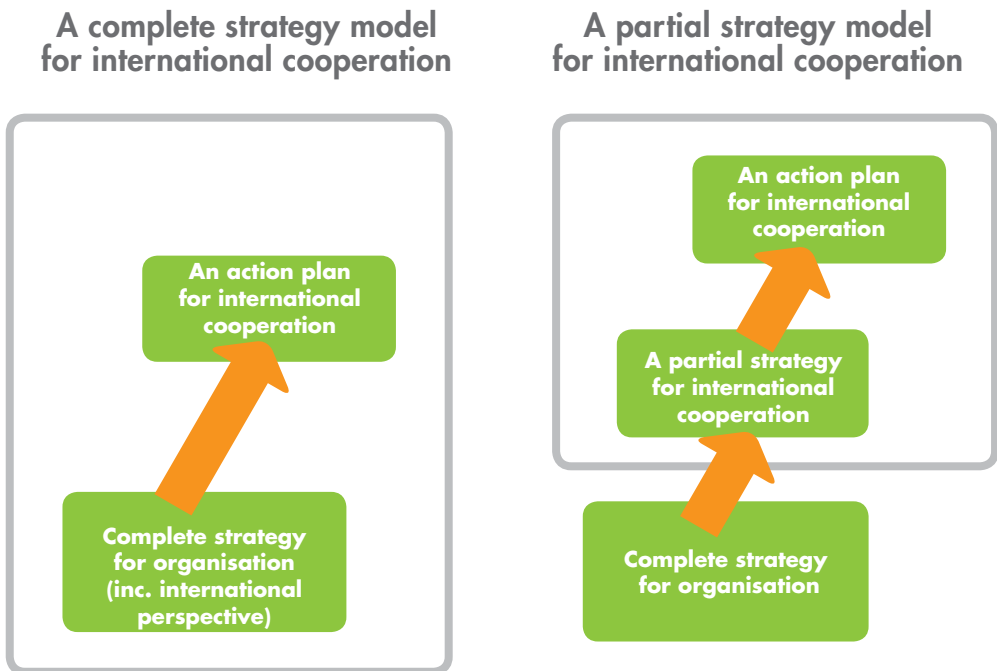 A complete strategy model
for international cooperation
An action plan
for international
cooperation
Complete strategy
for organisation
(inc. international
perspective)
A partial strategy model
for international cooperation
An action plan
for international
cooperation
A partial strategy
for international
cooperation
Complete strategy
for organisation